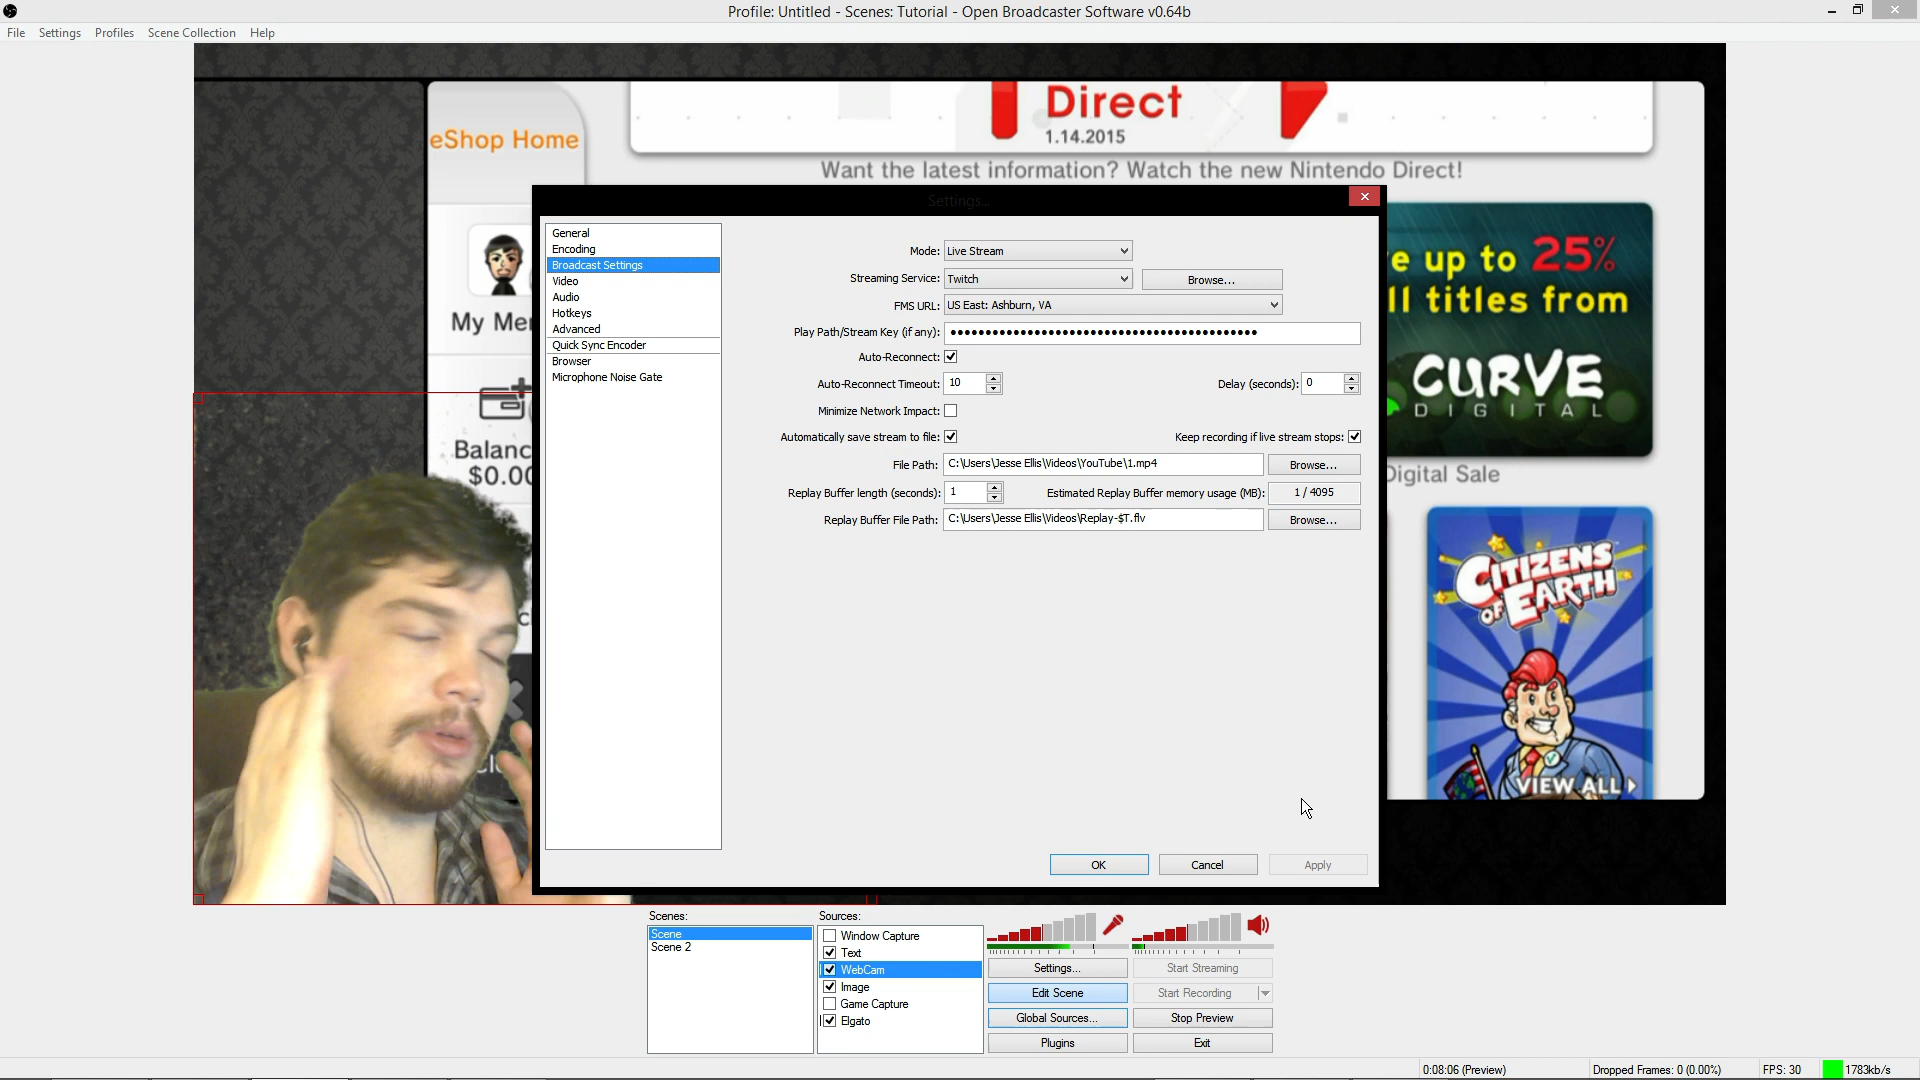 Profile: Untitled - Scenes: Tutorial - Open Broadcaster Software v0.64b
File Settings Profiles Scene Collection Help
Direct
1.14.2015
eShop Home
Want the latest information? Watch the new Nintendo Direct!
Settings...
General
Encoding
Broadcast Settings
Video
Audio
Hotkeys
Advanced
Quick Sync Encoder
Browser
Microphone Noise Gate
Mode: Live Stream
Streaming Service: Twitch Browse...
FMS URL: US East: Ashburn, VA
Play Path/Stream Key (if any): ••••••••••••••••••••••••••••••••••••••••••••
Auto-Reconnect:
Auto-Reconnect Timeout: 10 Delay (seconds): 0
Minimize Network Impact:
Automatically save stream to file: Keep recording if live stream stops:
File Path: C:\Users\Jesse Ellis\Videos\YouTube\1.mp4 Browse...
Replay Buffer length (seconds): 1 Estimated Replay Buffer memory usage (MB): 1 / 4095
Replay Buffer File Path: C:\Users\Jesse Ellis\Videos\Replay-$T.flv Browse...
OK Cancel Apply
My Me
Balanc
$0.00
e up to 25%
ll titles from
CURVE
DIGITAL
Digital Sale
CITIZENS
OF EARTH
VIEW ALL
Scenes:
Scene
Scene 2
Sources:
Window Capture
Text
WebCam
Image
Game Capture
Elgato
Settings... Start Streaming
Edit Scene Start Recording
Global Sources... Stop Preview
Plugins Exit
0:08:06 (Preview) Dropped Frames: 0 (0.00%) FPS: 30 1783kb/s